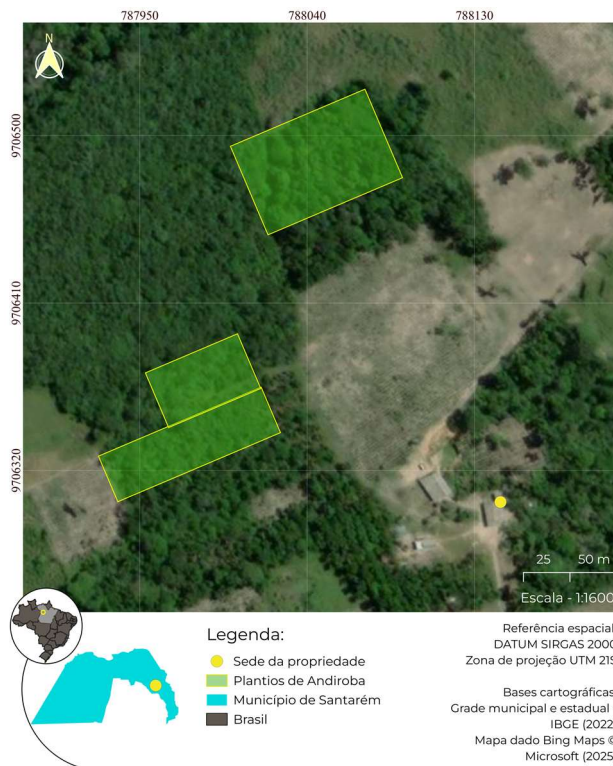 787950 788040 788130
9706500
9706410
9706320
25 50 m
Escala - 1:1600
Legenda:
Sede da propriedade
Plantios de Andiroba
Município de Santarém
Brasil
Referência espacial
DATUM SIRGAS 2000
Zona de projeção UTM 21S
Bases cartográficas
Grade municipal e estadual
IBGE (2022
Mapa dado Bing Maps ©
Microsoft (2025